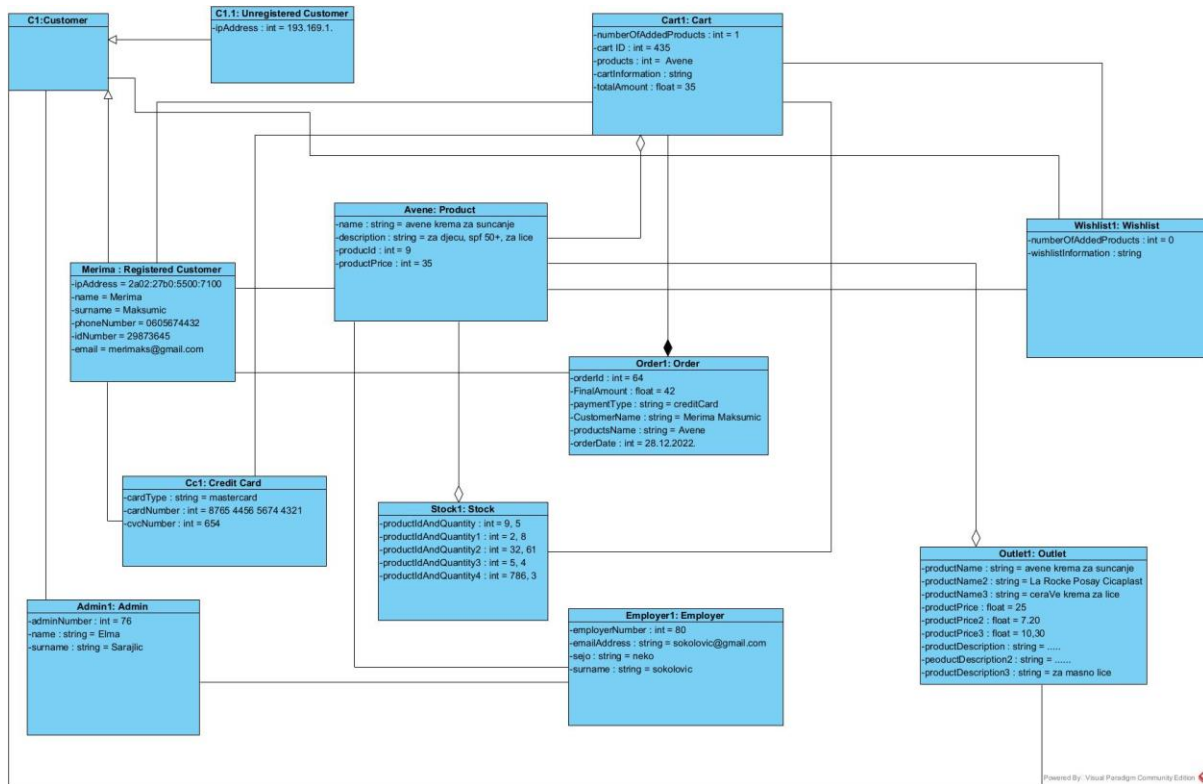 C1:Customer
C1.1: Unregistered Customer
-ipAddress : int = 193.169.1.
Cart1: Cart
-numberOfAddedProducts : int = 1
-cart ID : int = 435
-products : int =  Avene
-cartInformation : string
-totalAmount : float = 35
Avene: Product
-name : string = avene krema za suncanje
-description : string = za djecu, spf 50+, za lice
-producId : int = 9
-productPrice : int = 35
Wishlist1: Wishlist
-numberOfAddedProducts : int = 0
-wishlistInformation : string
Merima : Registered Customer
-ipAddress = 2a02:27b0:5500:7100
-name = Merima
-surname = Maksumic
-phoneNumber = 0605674432
-idNumber = 29873645
-email = merimaks@gmail.com
Order1: Order
-orderId : int = 64
-FinalAmount : float = 42
-paymentType : string = creditCard
-CustomerName : string = Merima Maksumic
-productsName : string = Avene
-orderDate : int = 28.12.2022.
Cc1: Credit Card
-cardType : string = mastercard
-cardNumber : int = 8765 4456 5674 4321
-cvcNumber : int = 654
Stock1: Stock
-productIdAndQuantity : int = 9, 5
-productIdAndQuantity1 : int = 2, 8
-productIdAndQuantity2 : int = 32, 61
-productIdAndQuantity3 : int = 5, 4
-productIdAndQuantity4 : int = 786, 3
Outlet1: Outlet
-productName : string = avene krema za suncanje
-productName2 : string = La Rocke Posay Cicaplast
-productName3 : string = ceraVe krema za lice
-productPrice : float = 25
-productPrice2 : float = 7.20
-productPrice3 : float = 10,30
-productDescription : string = .....
-peoductDescription2 : string = ......
-productDescription3 : string = za masno lice
Admin1: Admin
-adminNumber : int = 76
-name : string = Elma
-surname : string = Sarajlic
Employer1: Employer
-employerNumber : int = 80
-emailAddress : string = sokolovic@gmail.com
-sejo : string = neko
-surname : string = sokolovic
Powered By: Visual Paradigm Community Edition